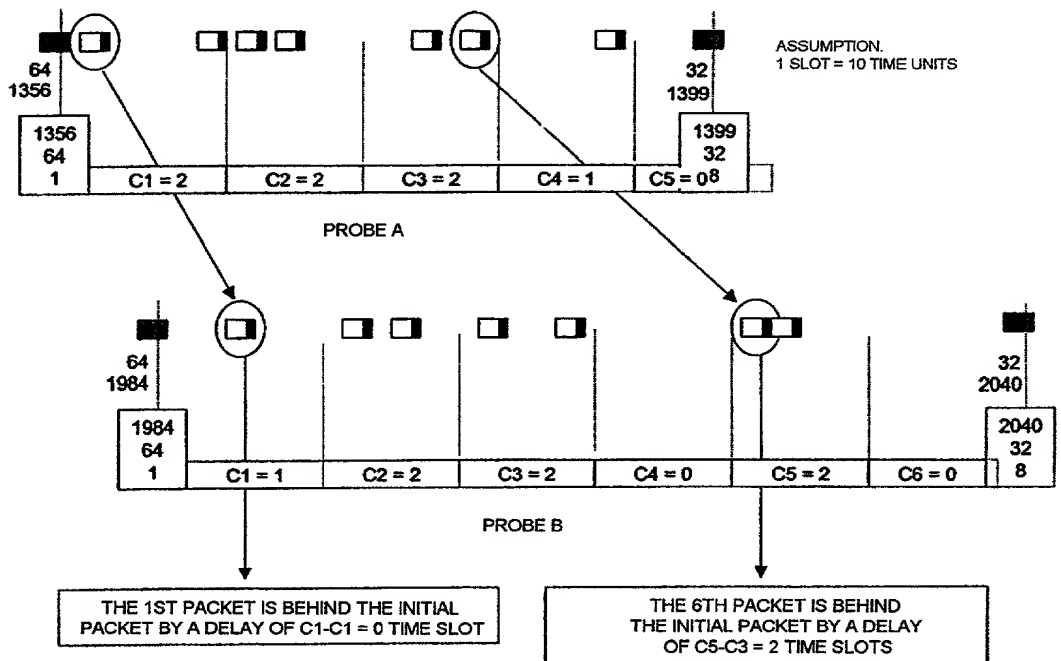 ASSUMPTION.
1 SLOT = 10 TIME UNITS
64
1356
32
1399
1356
64
1
C1 = 2
C2 = 2
C3 = 2
C4 = 1
C5 = 0
1399
32
8
PROBE A
64
1984
32
2040
1984
64
1
C1 = 1
C2 = 2
C3 = 2
C4 = 0
C5 = 2
C6 = 0
2040
32
8
PROBE B
THE 1ST PACKET IS BEHIND THE INITIAL
PACKET BY A DELAY OF C1-C1 = 0 TIME SLOT
THE 6TH PACKET IS BEHIND
THE INITIAL PACKET BY A DELAY
OF C5-C3 = 2 TIME SLOTS